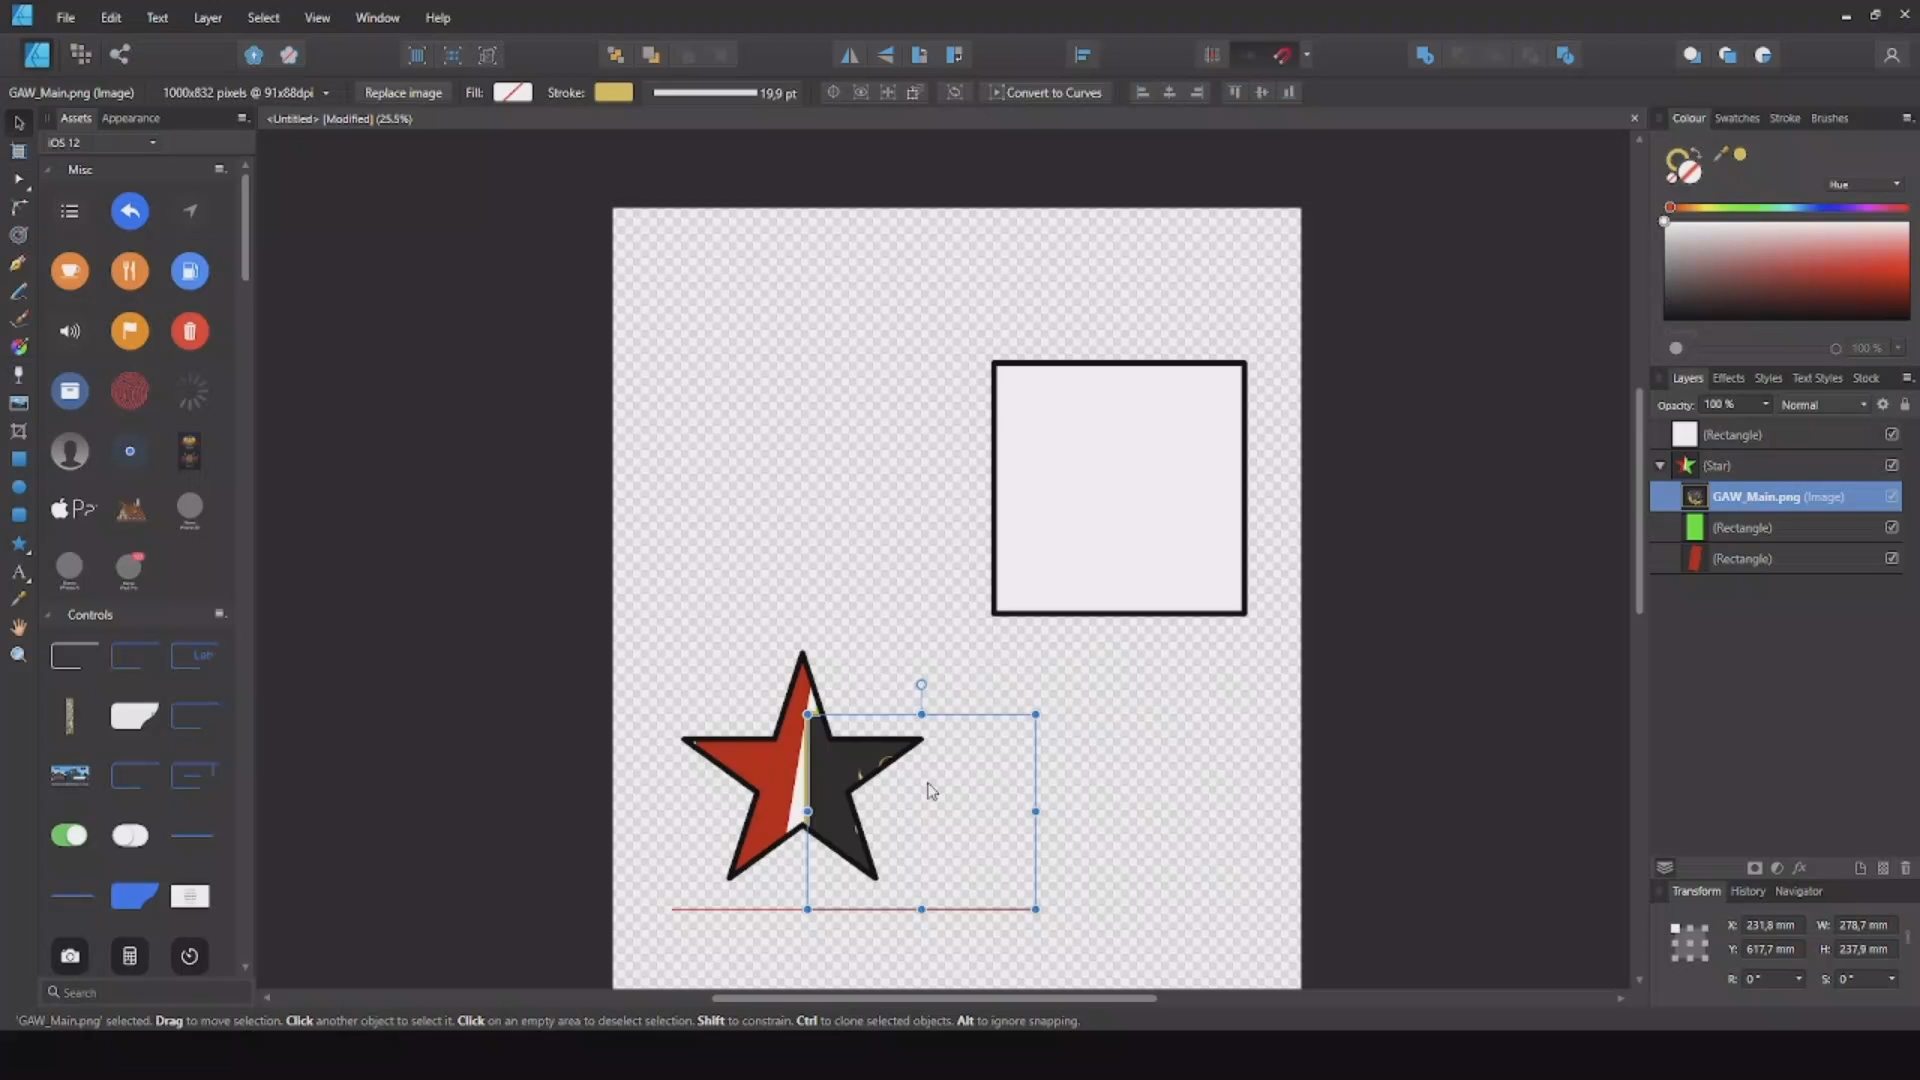 File Edit Text Layer Select View Window Help
GAW_Main.png (Image) 1000x832 pixels @ 91x88dpi Replace image Fill: Stroke: 19,9 pt Convert to Curves
Assets Appearance
<Untitled> [Modified] (25.5%)
Colour Swatches Stroke Brushes
iOS 12
Misc
Hue
100 %
Layers Effects Styles Text Styles Stock
Opacity: 100 % Normal
(Rectangle)
(Star)
GAW_Main.png (Image)
(Rectangle)
(Rectangle)
Controls
Transform History Navigator
X: 231,8 mm W: 278,7 mm
Y: 617,7 mm H: 237,9 mm
R: 0° S: 0°
Search
'GAW_Main.png' selected. Drag to move selection. Click another object to select it. Click on an empty area to deselect selection. Shift to constrain. Ctrl to clone selected objects. Alt to ignore snapping.